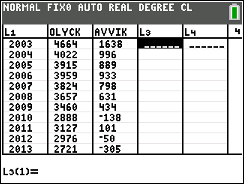 NORMAL FIX0 AUTO REAL DEGREE CL
L1 OLYCK AVVIK L3 L4 4
2003 4664 1638 ------ ------
2004 4022 996
2005 3915 889
2006 3959 933
2007 3824 798
2008 3657 631
2009 3460 434
2010 2888 -138
2011 3127 101
2012 2976 -50
2013 2721 -305
L3(1)=